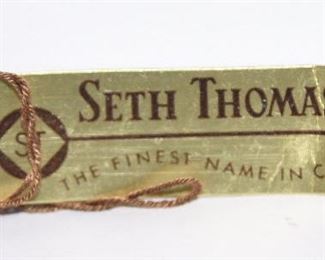 SETH THOMAS
ST
THE FINEST NAME IN C